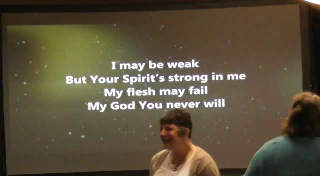 I may be weak
But Your Spirit's strong in me
My flesh may fail
My God You never will